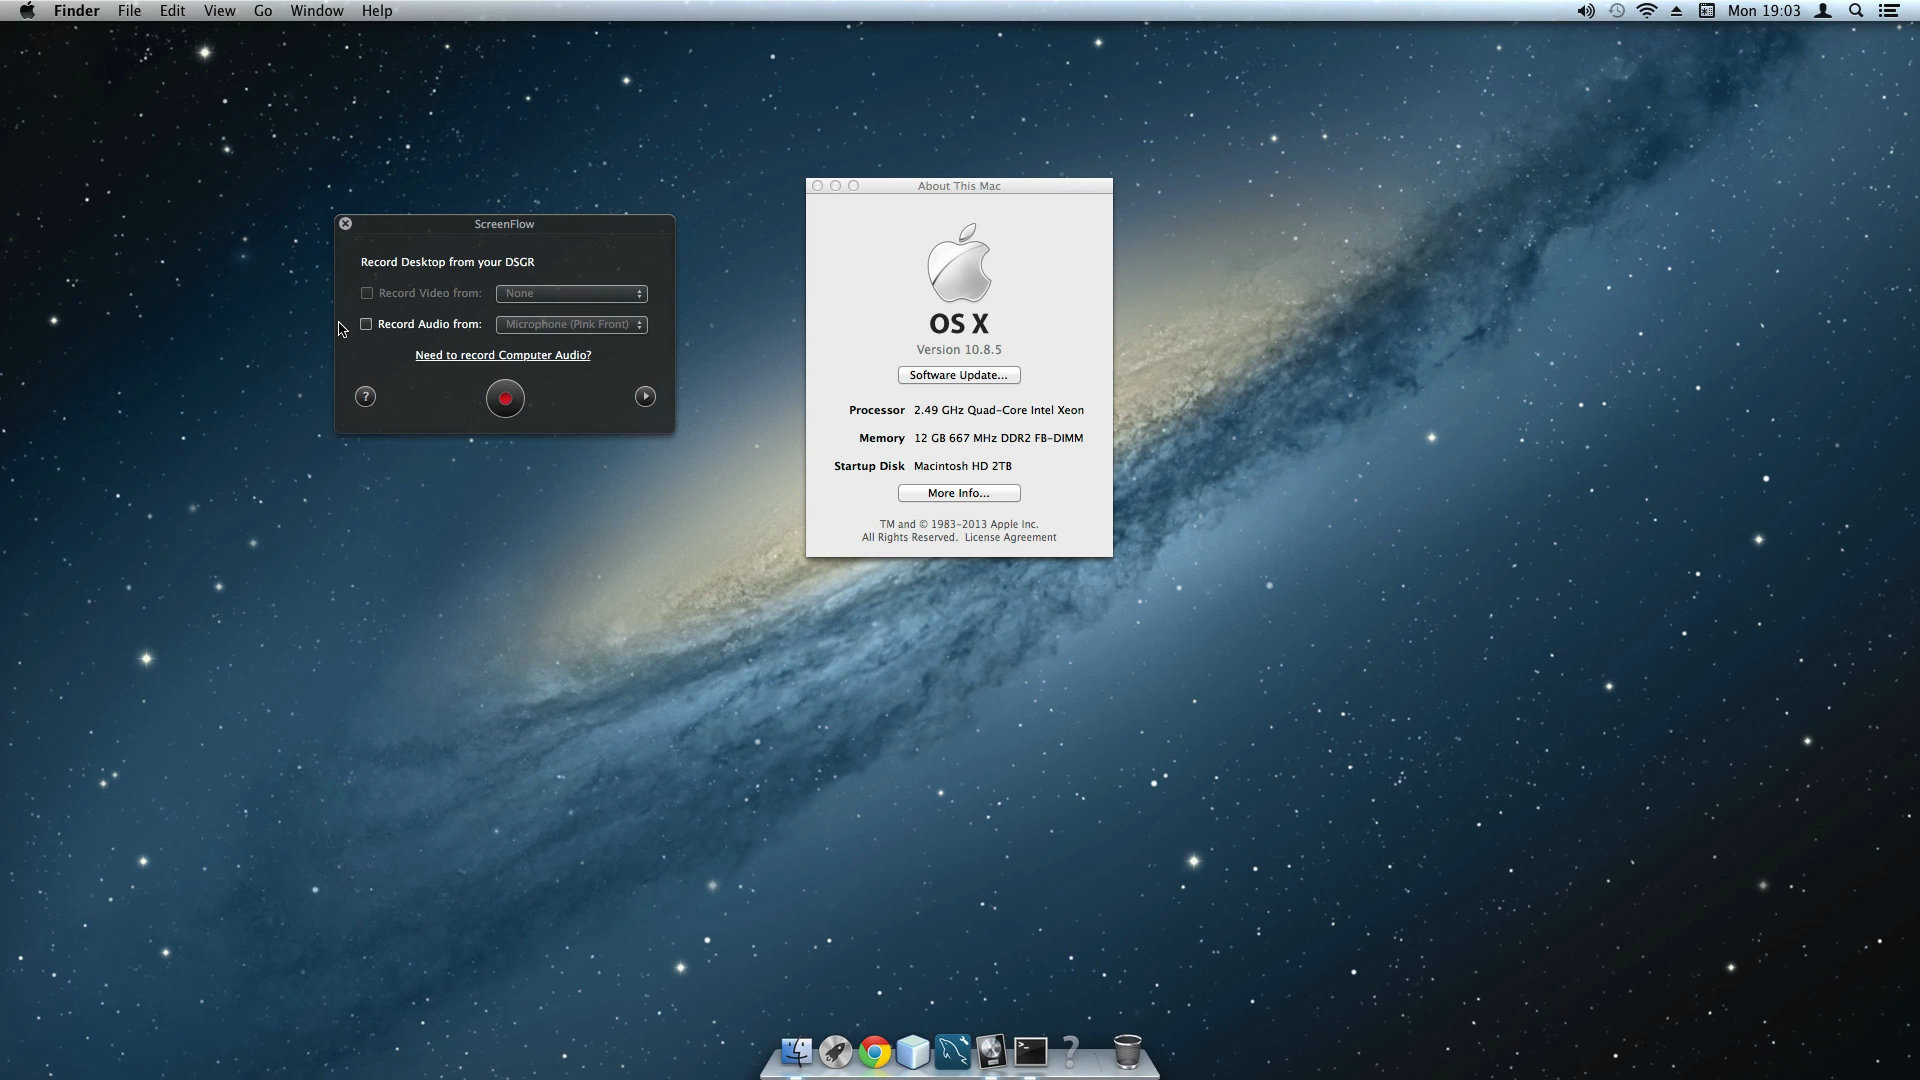 Finder File Edit View Go Window Help
Mon 19:03
ScreenFlow
Record Desktop from your DSGR
Record Video from: None
Record Audio from: Microphone (Pink Front)
Need to record Computer Audio?
?
About This Mac
OS X
Version 10.8.5
Software Update...
Processor 2.49 GHz Quad-Core Intel Xeon
Memory 12 GB 667 MHz DDR2 FB-DIMM
Startup Disk Macintosh HD 2TB
More Info...
TM and © 1983-2013 Apple Inc.
All Rights Reserved. License Agreement